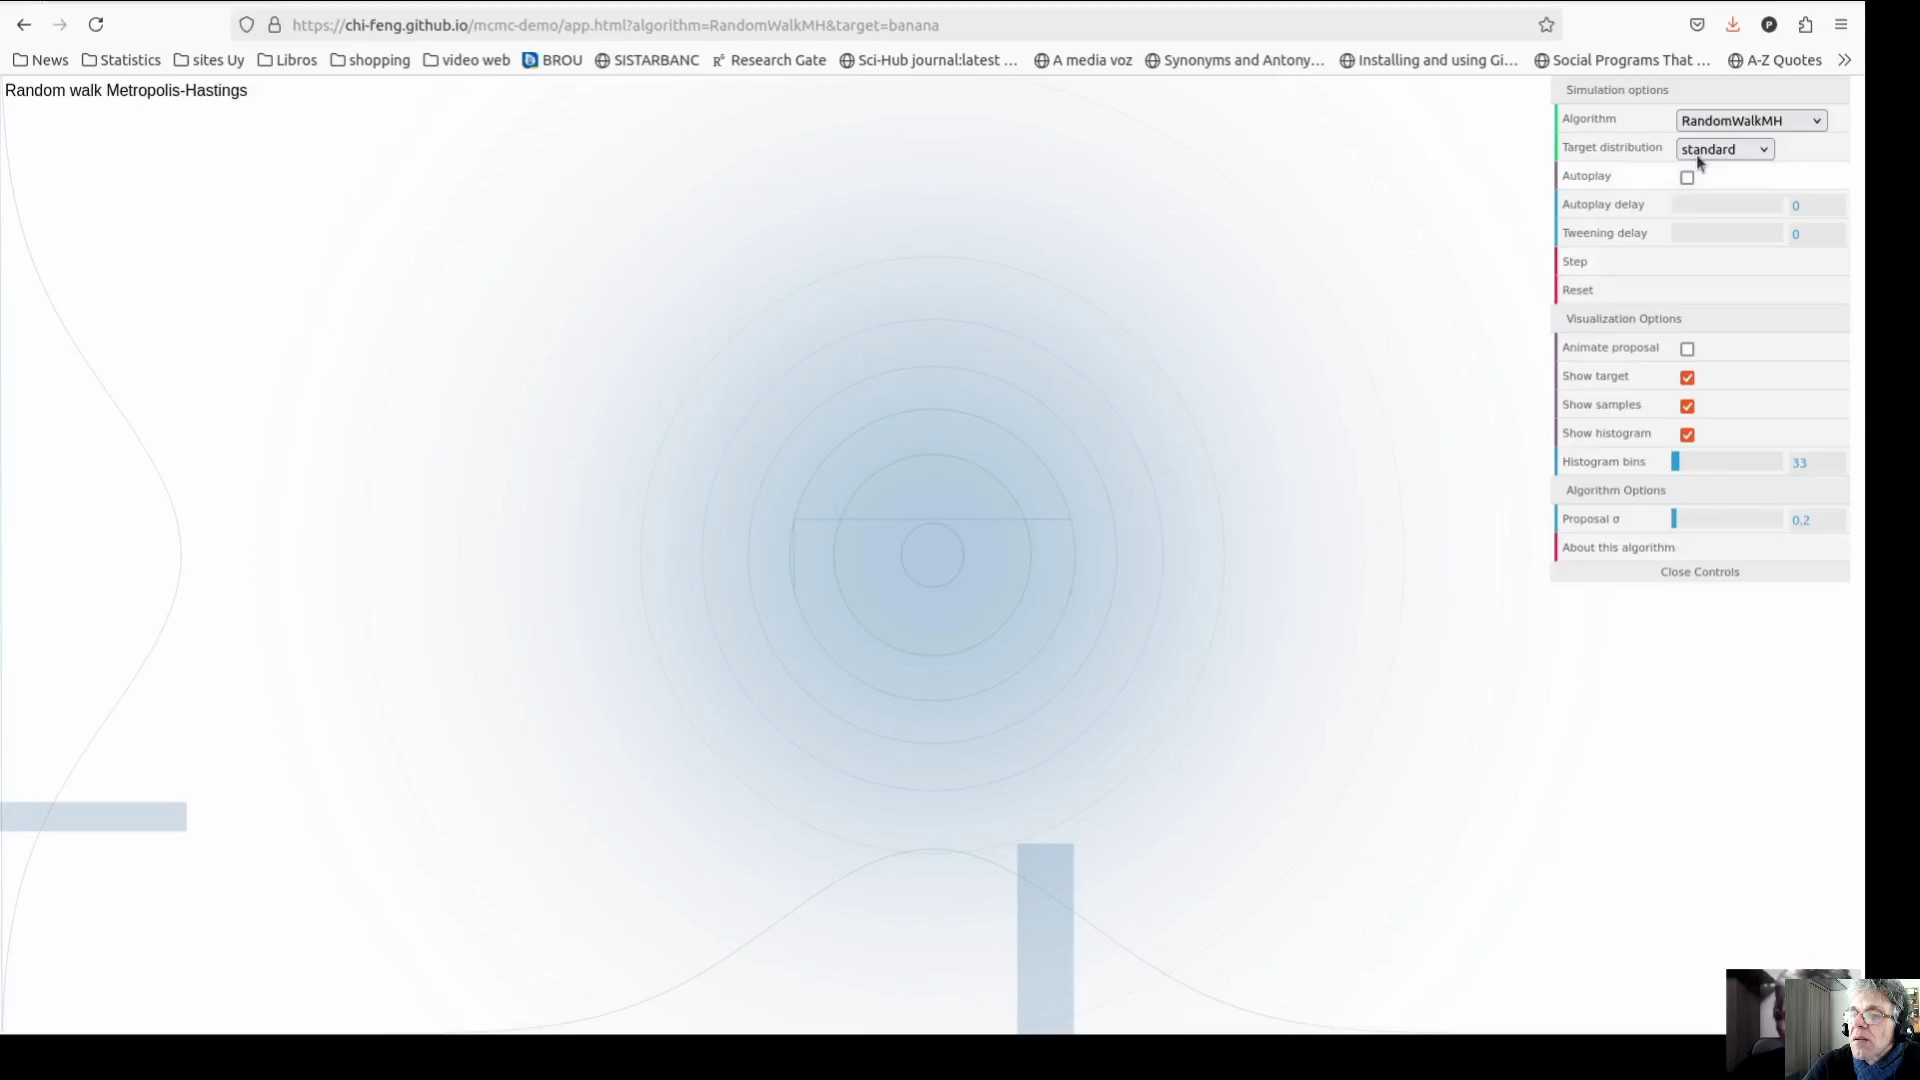 https://chi-feng.github.io/mcmc-demo/app.html?algorithm=RandomWalkMH&target=banana
News Statistics sites Uy Libros shopping video web BROU SISTARBANC Research Gate Sci-Hub journal:latest ... A media voz Synonyms and Antony... Installing and using Gi... Social Programs That ... A-Z Quotes
Random walk Metropolis-Hastings
Simulation options
Algorithm RandomWalkMH
Target distribution standard
Autoplay
Autoplay delay 0
Tweening delay 0
Step
Reset
Visualization Options
Animate proposal
Show target
Show samples
Show histogram
Histogram bins 33
Algorithm Options
Proposal σ 0.2
About this algorithm
Close Controls